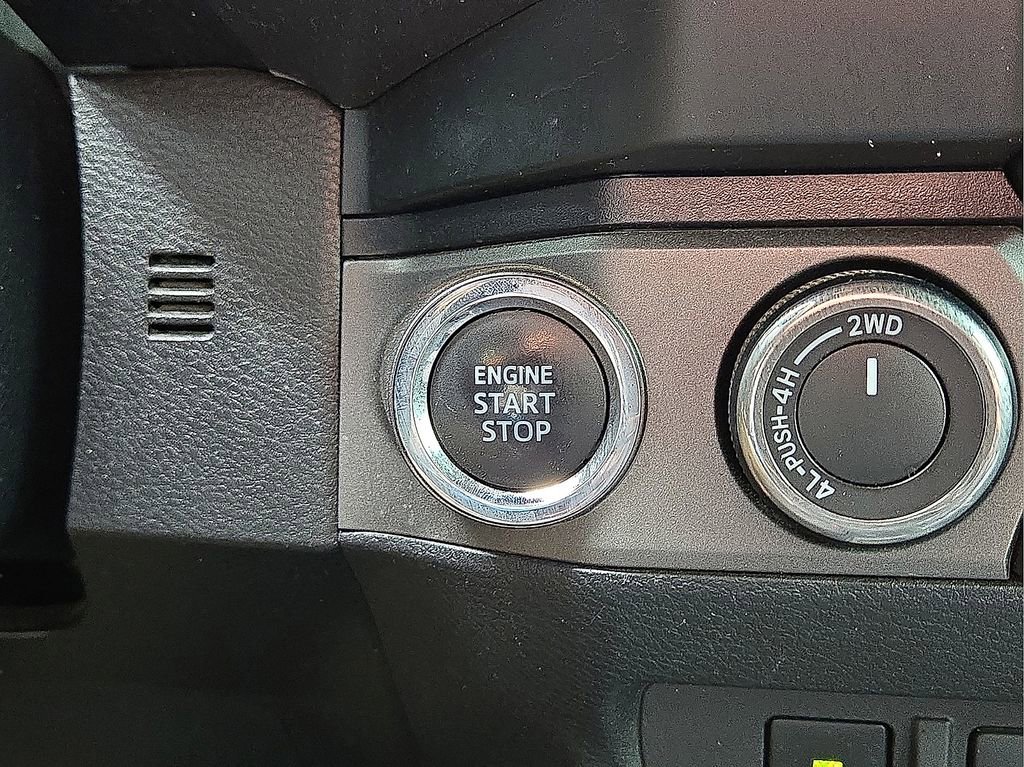 ENGINE
START
STOP
2WD
4L-PUSH-4H